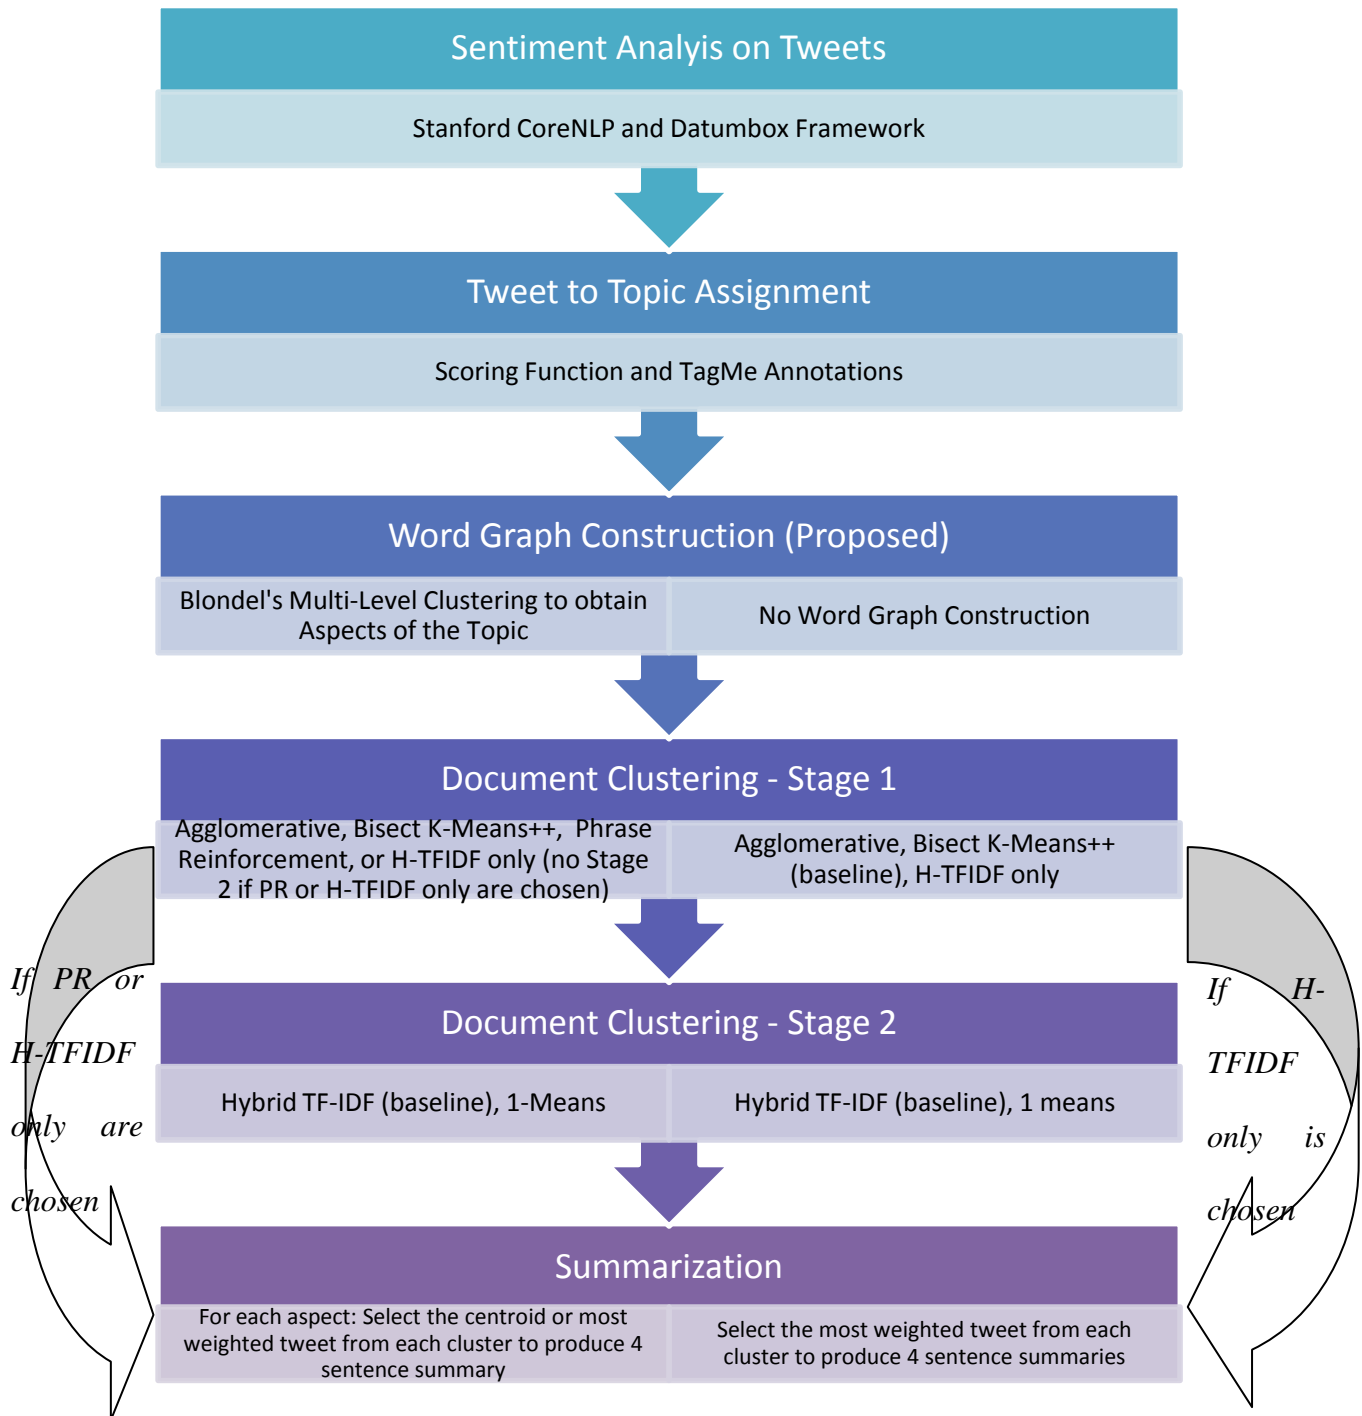 Sentiment Analyis on Tweets
Stanford CoreNLP and Datumbox Framework
Tweet to Topic Assignment
Scoring Function and TagMe Annotations
Word Graph Construction (Proposed)
Blondel's Multi-Level Clustering to obtain
Aspects of the Topic
No Word Graph Construction
Document Clustering - Stage 1
Agglomerative, Bisect K-Means++, Phrase
Reinforcement, or H-TFIDF only (no Stage
2 if PR or H-TFIDF only are chosen)
Agglomerative, Bisect K-Means++
(baseline), H-TFIDF only
If PR or
H-TFIDF
only are
chosen
If H-
TFIDF
only is
chosen
Document Clustering - Stage 2
Hybrid TF-IDF (baseline), 1-Means
Hybrid TF-IDF (baseline), 1 means
Summarization
For each aspect: Select the centroid or most
weighted tweet from each cluster to produce 4
sentence summary
Select the most weighted tweet from each
cluster to produce 4 sentence summaries